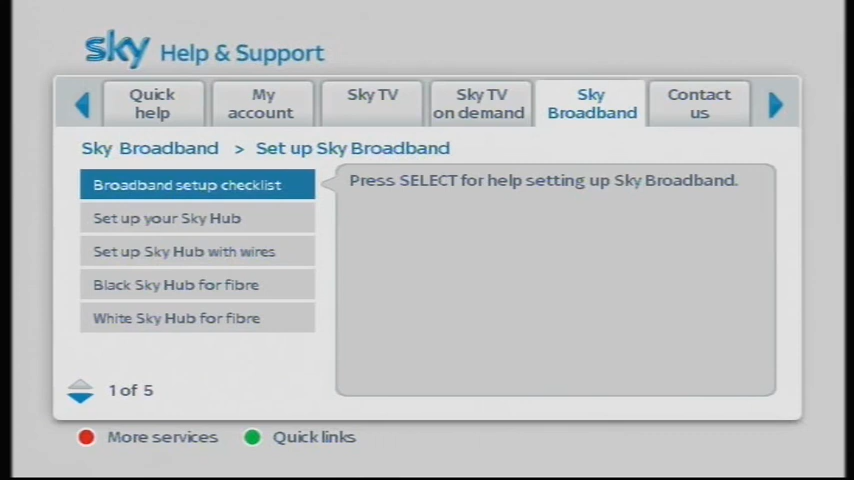 sky Help & Support
Quick help
My account
Sky TV
Sky TV on demand
Sky Broadband
Contact us
Sky Broadband > Set up Sky Broadband
Broadband setup checklist
Press SELECT for help setting up Sky Broadband.
Set up your Sky Hub
Set up Sky Hub with wires
Black Sky Hub for fibre
White Sky Hub for fibre
1 of 5
More services
Quick links